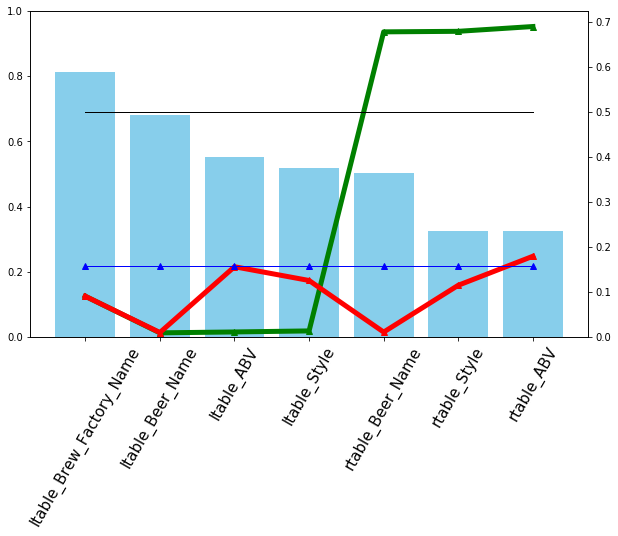 1.0
0.8
0.6
0.4
0.2
0.0
0.7
0.6
0.5
0.4
0.3
0.2
0.1
0.0
ltable_Brew_Factory_Name
ltable_Beer_Name
ltable_ABV
ltable_Style
rtable_Beer_Name
rtable_Style
rtable_ABV